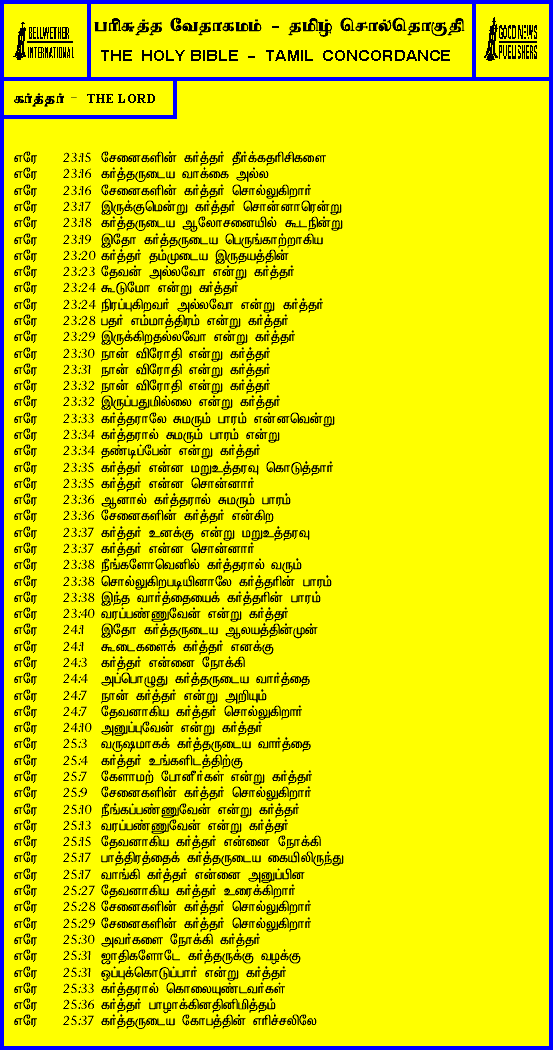 BELLWETHER INTERNATIONAL
பரிசுத்த வேதாகமம் - தமிழ் சொல்தொகுதி
THE HOLY BIBLE - TAMIL CONCORDANCE
GOOD NEWS PUBLISHERS
கர்த்தர் - THE LORD
எரே 23:15 சேனைகளின் கர்த்தர் தீர்க்கதரிசிகளை
எரே 23:16 கர்த்தருடைய வாக்கை அல்ல
எரே 23:16 சேனைகளின் கர்த்தர் சொல்லுகிறார்
எரே 23:17 இருக்குமென்று கர்த்தர் சொன்னாரென்று
எரே 23:18 கர்த்தருடைய ஆலோசனையில் கூடநின்று
எரே 23:19 இதோ கர்த்தருடைய பெருங்காற்றாகிய
எரே 23:20 கர்த்தர் தம்முடைய இருதயத்தின்
எரே 23:23 தேவன் அல்லவோ என்று கர்த்தர்
எரே 23:24 கூடுமோ என்று கர்த்தர்
எரே 23:24 நிரப்புகிறவர் அல்லவோ என்று கர்த்தர்
எரே 23:28 பதர் எம்மாத்திரம் என்று கர்த்தர்
எரே 23:29 இருக்கிறதல்லவோ என்று கர்த்தர்
எரே 23:30 நான் விரோதி என்று கர்த்தர்
எரே 23:31 நான் விரோதி என்று கர்த்தர்
எரே 23:32 நான் விரோதி என்று கர்த்தர்
எரே 23:32 இருப்பதுமில்லை என்று கர்த்தர்
எரே 23:33 கர்த்தராலே சுமரும் பாரம் என்னவென்று
எரே 23:34 கர்த்தரால் சுமரும் பாரம் என்று
எரே 23:34 தண்டிப்பேன் என்று கர்த்தர்
எரே 23:35 கர்த்தர் என்ன மறுஉத்தரவு கொடுத்தார்
எரே 23:35 கர்த்தர் என்ன சொன்னார்
எரே 23:36 ஆனால் கர்த்தரால் சுமரும் பாரம்
எரே 23:36 சேனைகளின் கர்த்தர் என்கிற
எரே 23:37 கர்த்தர் உனக்கு என்று மறுஉத்தரவு
எரே 23:37 கர்த்தர் என்ன சொன்னார்
எரே 23:38 நீங்களோவெனில் கர்த்தரால் வரும்
எரே 23:38 சொல்லுகிறபடியினாலே கர்த்தரின் பாரம்
எரே 23:38 இந்த வார்த்தையைக் கர்த்தரின் பாரம்
எரே 23:40 வரப்பண்ணுவேன் என்று கர்த்தர்
எரே 24:1 இதோ கர்த்தருடைய ஆலயத்தின்முன்
எரே 24:1 கூடைகளைக் கர்த்தர் எனக்கு
எரே 24:3 கர்த்தர் என்னை நோக்கி
எரே 24:4 அப்பொழுது கர்த்தருடைய வார்த்தை
எரே 24:7 நான் கர்த்தர் என்று அறியும்
எரே 24:7 தேவனாகிய கர்த்தர் சொல்லுகிறார்
எரே 24:10 அனுப்புவேன் என்று கர்த்தர்
எரே 25:3 வருஷமாகக் கர்த்தருடைய வார்த்தை
எரே 25:4 கர்த்தர் உங்களிடத்திற்கு
எரே 25:7 கேளாமற் போனீர்கள் என்று கர்த்தர்
எரே 25:9 சேனைகளின் கர்த்தர் சொல்லுகிறார்
எரே 25:10 நீங்கப்பண்ணுவேன் என்று கர்த்தர்
எரே 25:13 வரப்பண்ணுவேன் என்று கர்த்தர்
எரே 25:15 தேவனாகிய கர்த்தர் என்னை நோக்கி
எரே 25:17 பாத்திரத்தைக் கர்த்தருடைய கையிலிருந்து
எரே 25:17 வாங்கி கர்த்தர் என்னை அனுப்பின
எரே 25:27 தேவனாகிய கர்த்தர் உரைக்கிறார்
எரே 25:28 சேனைகளின் கர்த்தர் சொல்லுகிறார்
எரே 25:29 சேனைகளின் கர்த்தர் சொல்லுகிறார்
எரே 25:30 அவர்களை நோக்கி கர்த்தர்
எரே 25:31 ஜாதிகளோடே கர்த்தருக்கு வழக்கு
எரே 25:31 ஒப்புக்கொடுப்பார் என்று கர்த்தர்
எரே 25:33 கர்த்தரால் கொலையுண்டவர்கள்
எரே 25:36 கர்த்தர் பாழாக்கினதினிமித்தம்
எரே 25:37 கர்த்தருடைய கோபத்தின் எரிச்சலிலே